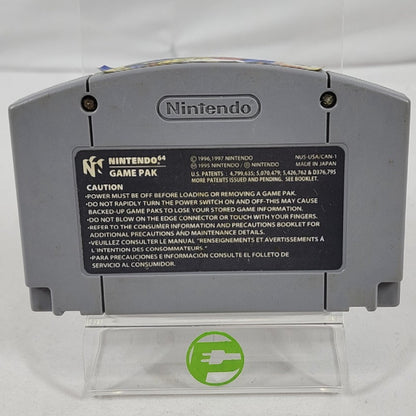 Nintendo
NINTENDO64
GAME PAK
© 1996, 1997 NINTENDO
© 1995 NINTENDO / © NINTENDO
NUS-USA/CAN-1
MADE IN JAPAN
U.S. PATENTS : 4,799,635; 5,070,479; 5,426,762 & D376,795
MORE PATENTS ISSUED AND PENDING. SEE BOOKLET.
CAUTION
•POWER MUST BE OFF BEFORE LOADING OR REMOVING A GAME PAK.
•DO NOT RAPIDLY TURN THE POWER SWITCH ON AND OFF-THIS MAY CAUSE
BACKED-UP GAME PAKS TO LOSE YOUR STORED GAME INFORMATION.
•DO NOT BLOW ON THE EDGE CONNECTOR OR TOUCH WITH YOUR FINGERS.
•REFER TO THE CONSUMER INFORMATION AND PRECAUTIONS BOOKLET FOR
ADDITIONAL PRECAUTIONS AND MAINTENANCE DETAILS.
•VEUILLEZ CONSULTER LE MANUEL "RENSEIGNEMENTS ET AVERTISSEMENTS À
L'INTENTION DES CONSOMMATEURS."
•PARA PRECAUCIONES E INFORMACIÓN CONSULTE EL FOLLETO DE
SERVICIO AL CONSUMIDOR.